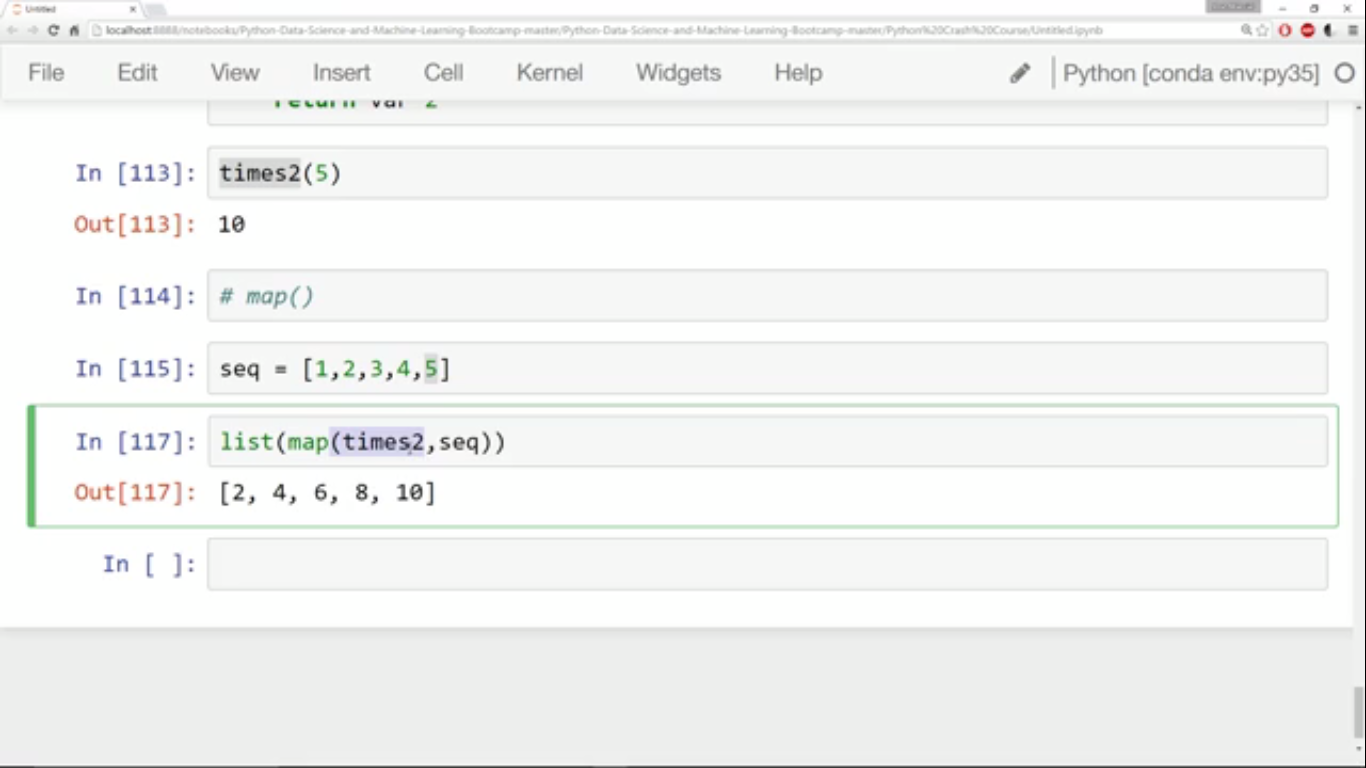 Untitled
localhost:8888/notebooks/Python-Data-Science-and-Machine-Learning-Bootcamp-master/Python-Data-Science-and-Machine-Learning-Bootcamp-master/Python%20Crash%20Course/Untitled.ipynb
File Edit View Insert Cell Kernel Widgets Help Python [conda env:py35]
return var 2
In [113]: times2(5)
Out[113]: 10
In [114]: # map()
In [115]: seq = [1,2,3,4,5]
In [117]: list(map(times2,seq))
Out[117]: [2, 4, 6, 8, 10]
In [ ]: